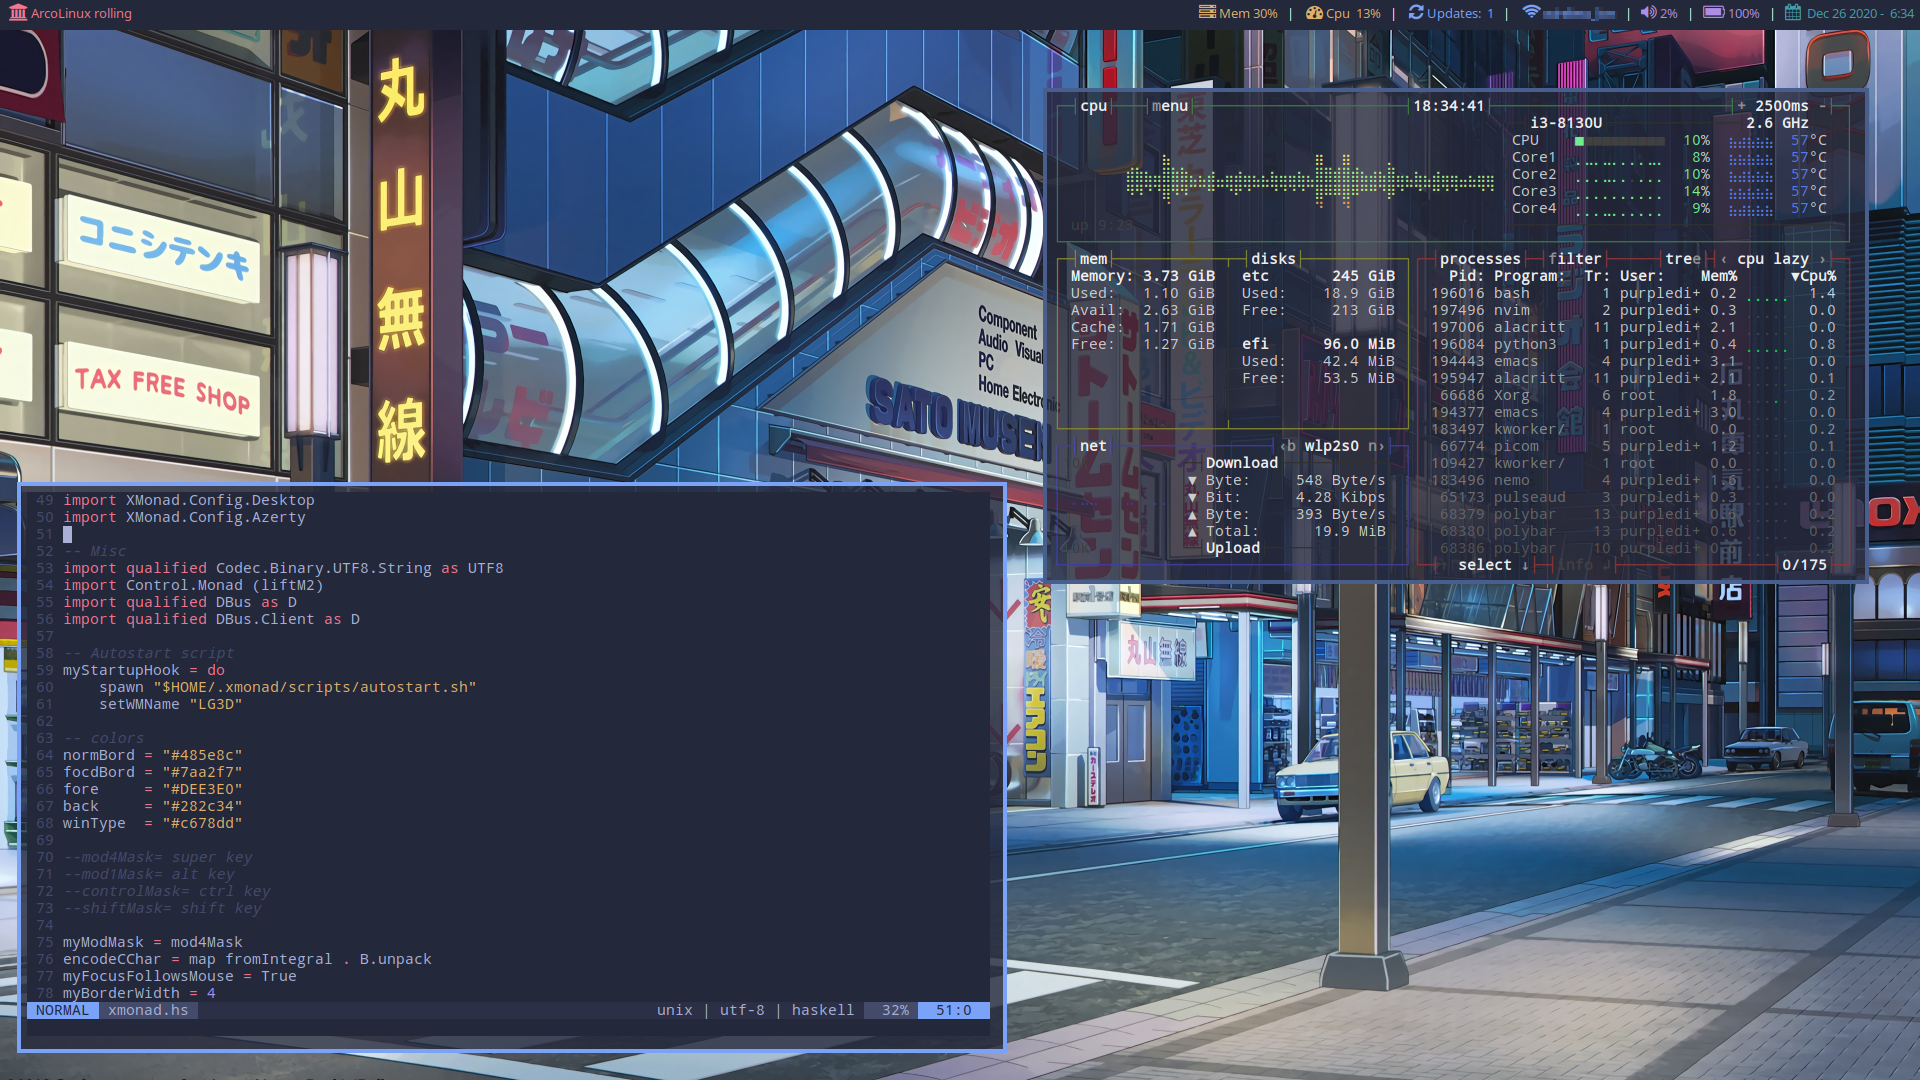 ArcoLinux rolling
Mem 30% | Cpu 13% | Updates: 1 | | 2% | 100% | Dec 26 2020 - 6:34
丸山無線
コニシテンキ
TAX FREE SHOP
Component
Audio Visual
PC
Home Electronic
SATO MUSEN
cpu menu 18:34:41 + 2500ms -
i3-8130U 2.6 GHz
CPU 10% 57°C
Core1 8% 57°C
Core2 10% 57°C
Core3 14% 57°C
Core4 9% 57°C
up 9:23
mem disks
Memory: 3.73 GiB etc 245 GiB
Used: 1.10 GiB Used: 18.9 GiB
Avail: 2.63 GiB Free: 213 GiB
Cache: 1.71 GiB
Free: 1.27 GiB efi 96.0 MiB
Used: 42.4 MiB
Free: 53.5 MiB
net ‹b wlp2s0 n›
Download
▼ Byte: 548 Byte/s
▼ Bit: 4.28 Kibps
▲ Byte: 393 Byte/s
▲ Total: 19.9 MiB
Upload
processes filter tree ‹ cpu lazy ›
Pid: Program: Tr: User: Mem% ▼Cpu%
196016 bash 1 purpledi+ 0.2 1.4
197496 nvim 2 purpledi+ 0.3 0.0
197006 alacritt 11 purpledi+ 2.1 0.0
196084 python3 1 purpledi+ 0.4 0.8
194443 emacs 4 purpledi+ 3.1 0.0
195947 alacritt 11 purpledi+ 2.1 0.1
66686 Xorg 6 root 1.8 0.2
194377 emacs 4 purpledi+ 3.0 0.0
183497 kworker/ 1 root 0.0 0.2
66774 picom 5 purpledi+ 1.2 0.1
109427 kworker/ 1 root 0.0 0.0
183496 nemo 4 purpledi+ 1.6 0.0
65173 pulseaud 3 purpledi+ 0.3 0.0
68379 polybar 13 purpledi+ 0.6 0.2
68380 polybar 13 purpledi+ 0.6 0.2
68386 polybar 10 purpledi+ 0.2
select ↓ info ↲ 0/175
49 import XMonad.Config.Desktop
50 import XMonad.Config.Azerty
51
52 -- Misc
53 import qualified Codec.Binary.UTF8.String as UTF8
54 import Control.Monad (liftM2)
55 import qualified DBus as D
56 import qualified DBus.Client as D
57
58 -- Autostart script
59 myStartupHook = do
60     spawn "$HOME/.xmonad/scripts/autostart.sh"
61     setWMName "LG3D"
62
63 -- colors
64 normBord = "#485e8c"
65 focdBord = "#7aa2f7"
66 fore     = "#DEE3E0"
67 back     = "#282c34"
68 winType  = "#c678dd"
69
70 --mod4Mask= super key
71 --mod1Mask= alt key
72 --controlMask= ctrl key
73 --shiftMask= shift key
74
75 myModMask = mod4Mask
76 encodeCChar = map fromIntegral . B.unpack
77 myFocusFollowsMouse = True
78 myBorderWidth = 4
NORMAL xmonad.hs unix | utf-8 | haskell 32% 51:0
丸山無線
安
エアコン
カーステレオ
店